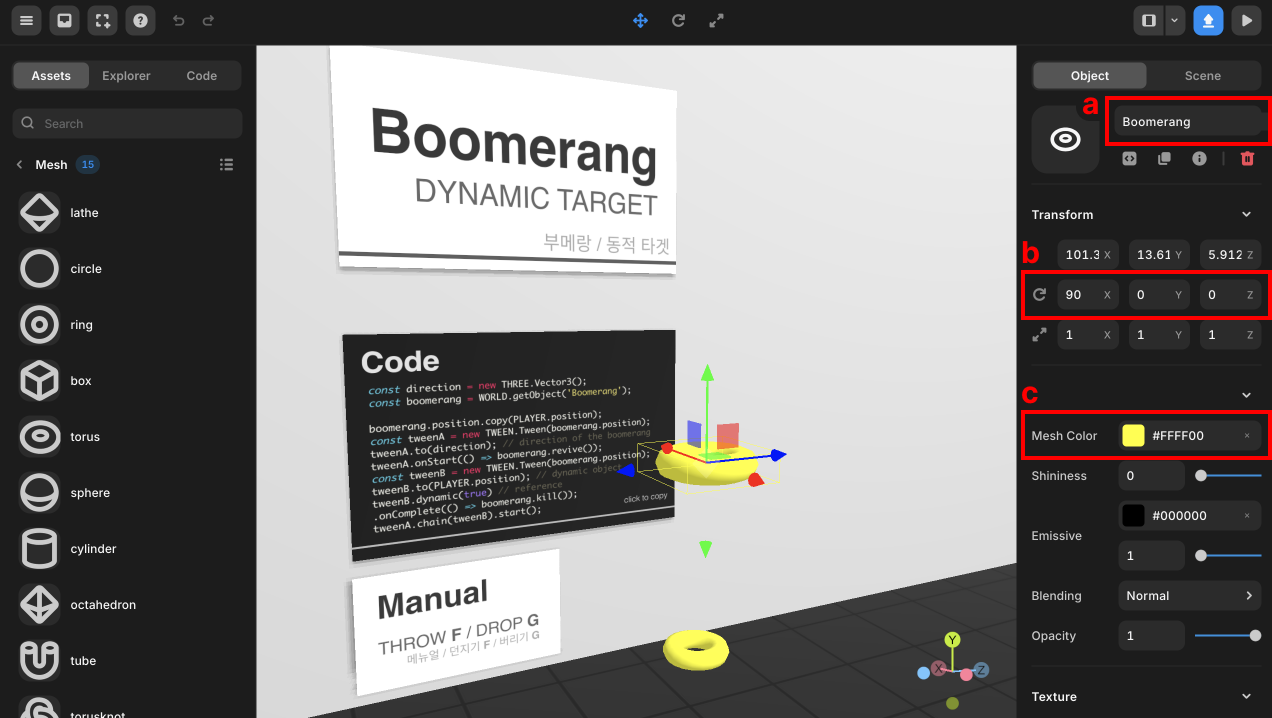 Assets
Explorer
Code
Search
Mesh
15
lathe
circle
ring
box
torus
sphere
cylinder
octahedron
tube
torusknot
Boomerang
DYNAMIC TARGET
부메랑 / 동적 타겟
Code
const direction = new THREE.Vector3();
const boomerang = WORLD.getObject('Boomerang');
boomerang.position.copy(PLAYER.position);
const tweenA = new TWEEN.Tween(boomerang.position);
tweenA.to(direction); // direction of the boomerang
tweenA.onStart(() => boomerang.revive());
const tweenB = new TWEEN.Tween(boomerang.position);
tweenB.to(PLAYER.position); // dynamic object
tweenB.dynamic(true) // reference
.onComplete(() => boomerang.kill());
tweenA.chain(tweenB).start();
click to copy
Manual
THROW F / DROP G
메뉴얼 / 던지기 F / 버리기 G
Y
X
Z
Object
Scene
a
Boomerang
Transform
b
101.3 X 13.61 Y 5.912 Z
90 X 0 Y 0 Z
1 X 1 Y 1 Z
c
Mesh Color #FFFF00 ×
Shininess 0
#000000 ×
Emissive
1
Blending Normal
Opacity 1
Texture